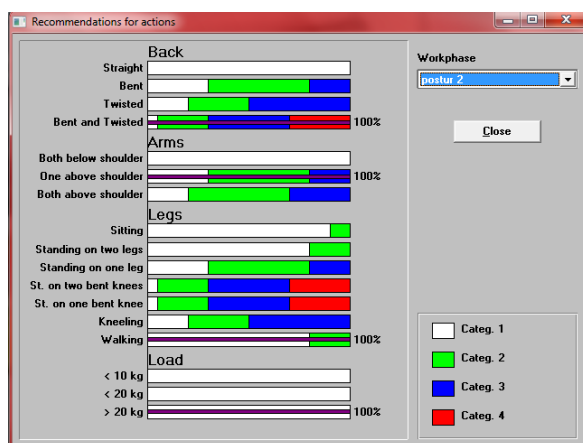 Recommendations for actions
Back
Straight
Bent
Twisted
Bent and Twisted 100%
Arms
Both below shoulder
One above shoulder 100%
Both above shoulder
Legs
Sitting
Standing on two legs
Standing on one leg
St. on two bent knees
St. on one bent knee
Kneeling
Walking 100%
Load
< 10 kg
< 20 kg
> 20 kg 100%
Workphase
postur 2
Close
Categ. 1
Categ. 2
Categ. 3
Categ. 4